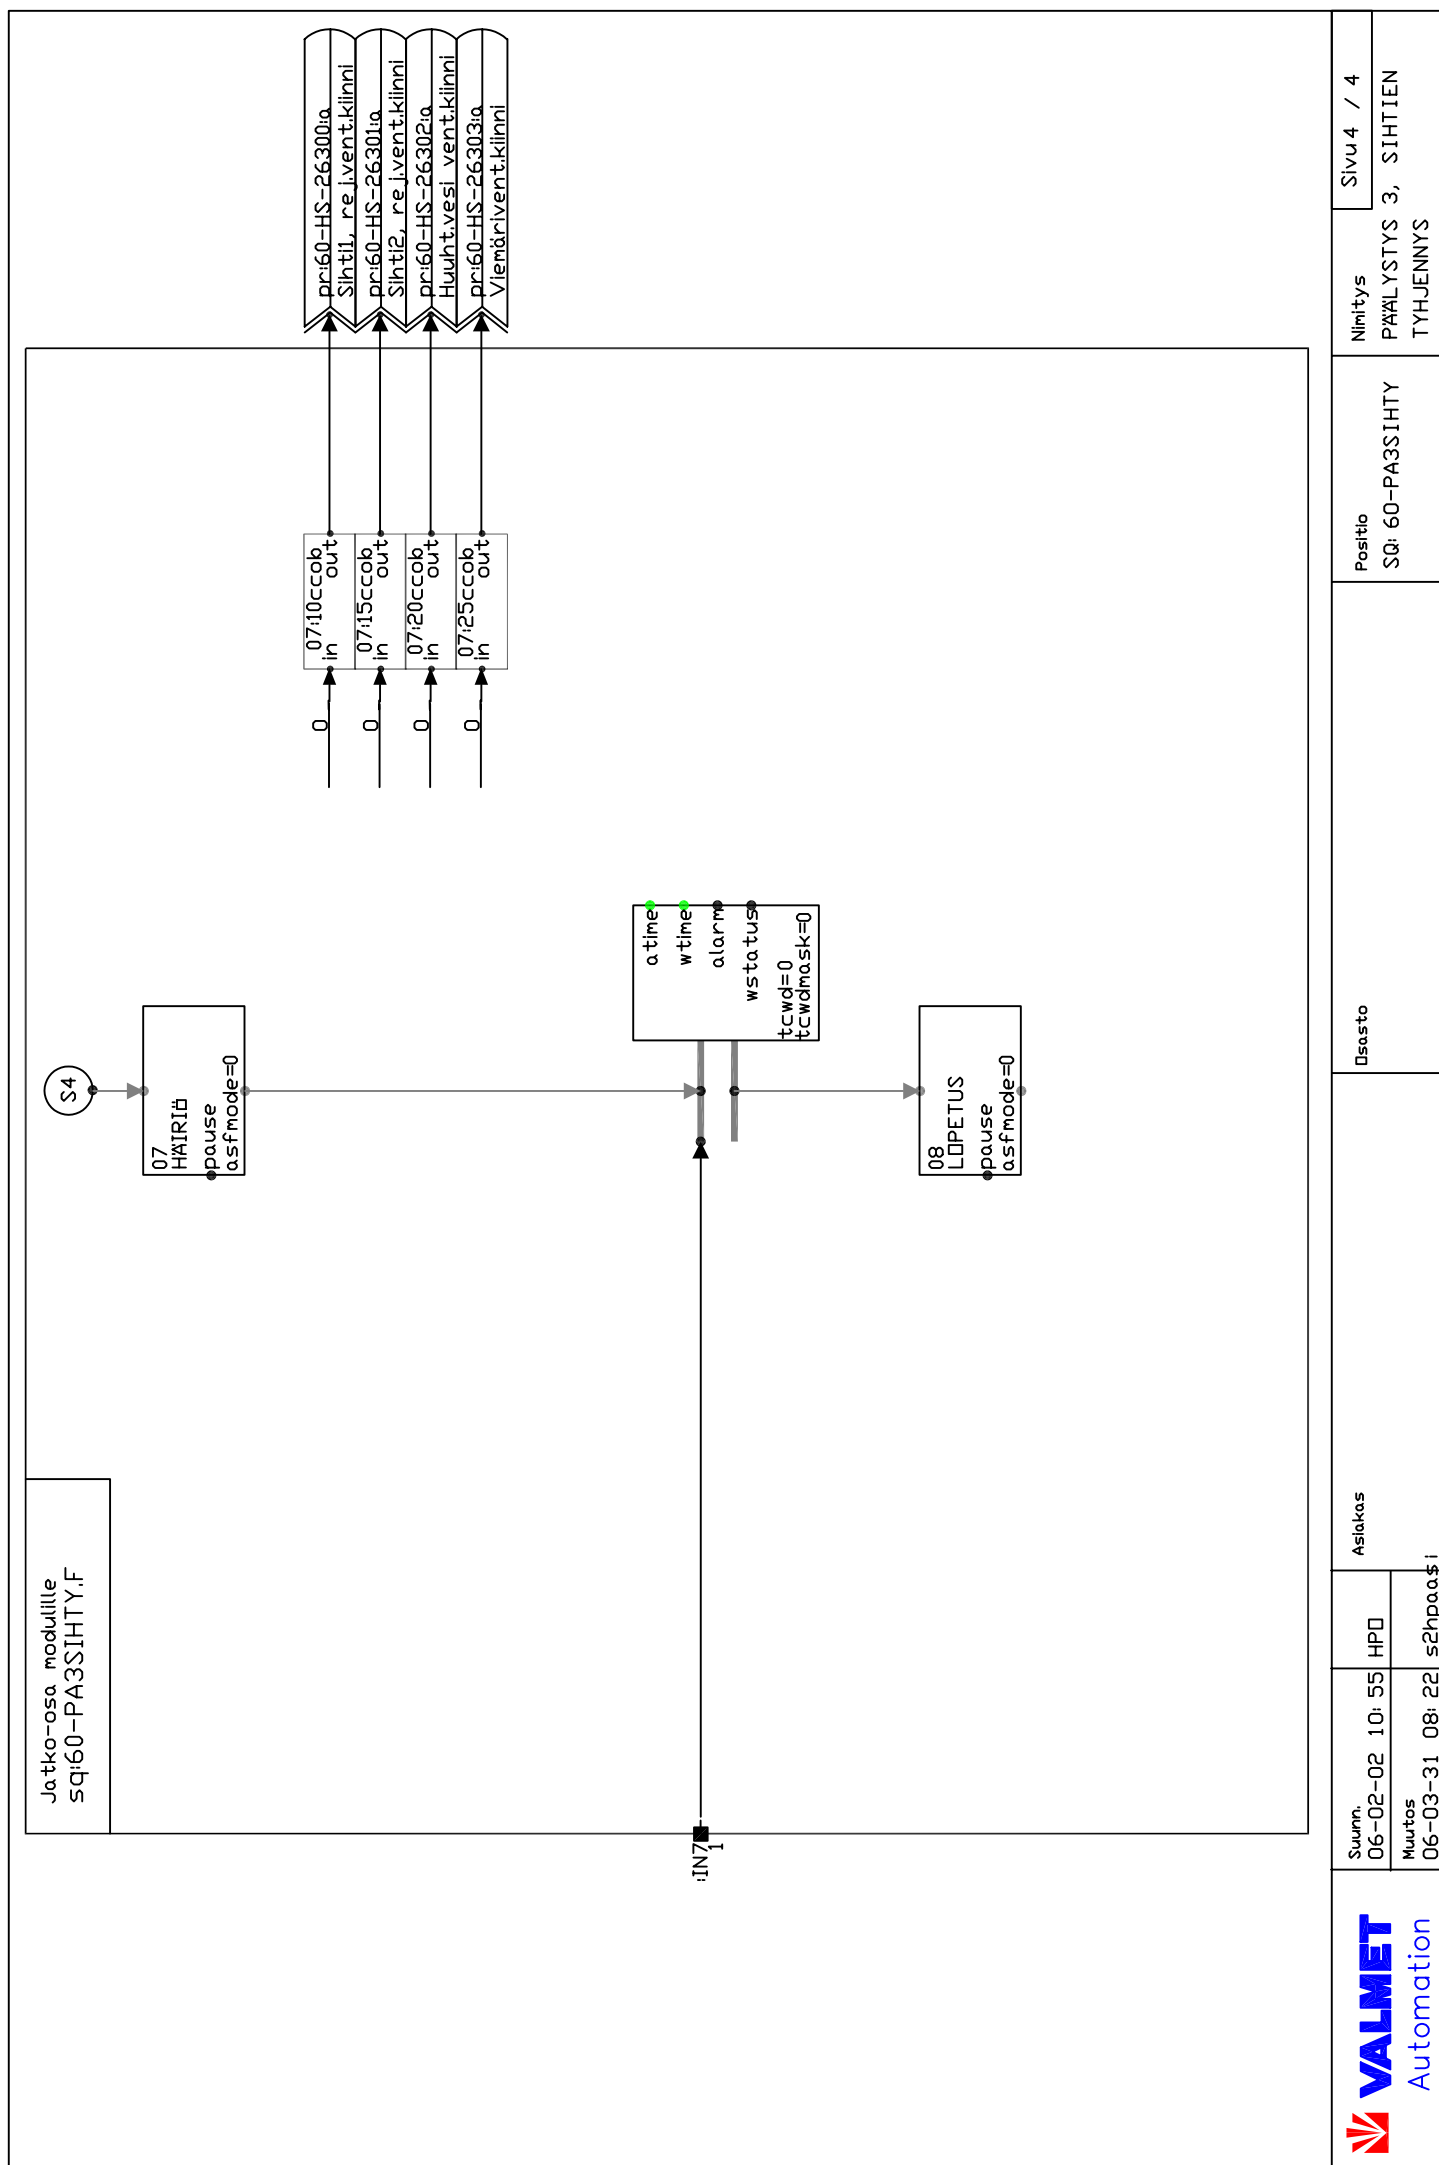 Jatko-osa modulille
sq:60-PA3SIHTY.F
S4
07
HÄIRIÖ
pause
asfmode=0
0
07:10ccob
in out
pr:60-HS-26300:a
Sihti1, rej.vent.kiinni
0
07:15ccob
in out
pr:60-HS-26301:a
Sihti2, rej.vent.kiinni
0
07:20ccob
in out
pr:60-HS-26302:a
Huuht.vesi vent.kiinni
0
07:25ccob
in out
pr:60-HS-26303:a
Viemärivent.kiinni
:IN7
1
atime
wtime
alarm
wstatus
tcwd=0
tcwdmask=0
08
LOPETUS
pause
asfmode=0
VALMET
Automation
Suunn.
06-02-02 10:55 HPO
Muutos
06-03-31 08:22 s2hpaasi
Asiakas
Osasto
Positio
SQ: 60-PA3SIHTY
Nimitys
PÄÄLYSTYS 3, SIHTIEN
TYHJENNYS
Sivu4 / 4